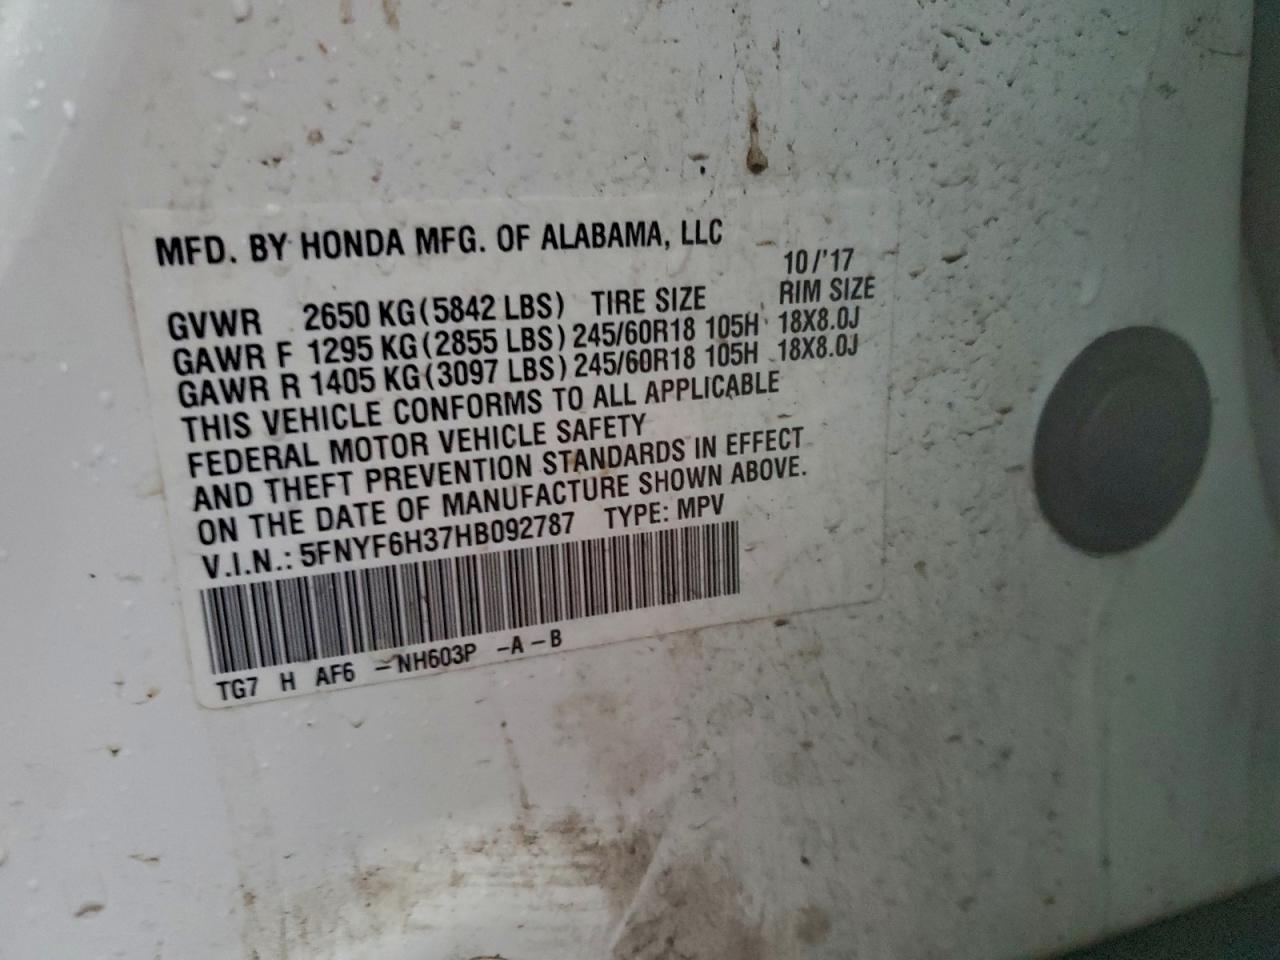 MFD. BY HONDA MFG. OF ALABAMA, LLC
10/'17
GVWR 2650 KG (5842 LBS) TIRE SIZE RIM SIZE
GAWR F 1295 KG (2855 LBS) 245/60R18 105H 18X8.0J
GAWR R 1405 KG (3097 LBS) 245/60R18 105H 18X8.0J
THIS VEHICLE CONFORMS TO ALL APPLICABLE
FEDERAL MOTOR VEHICLE SAFETY
AND THEFT PREVENTION STANDARDS IN EFFECT
ON THE DATE OF MANUFACTURE SHOWN ABOVE.
V.I.N.: 5FNYF6H37HB092787 TYPE: MPV
TG7 H AF6 -NH603P -A-B